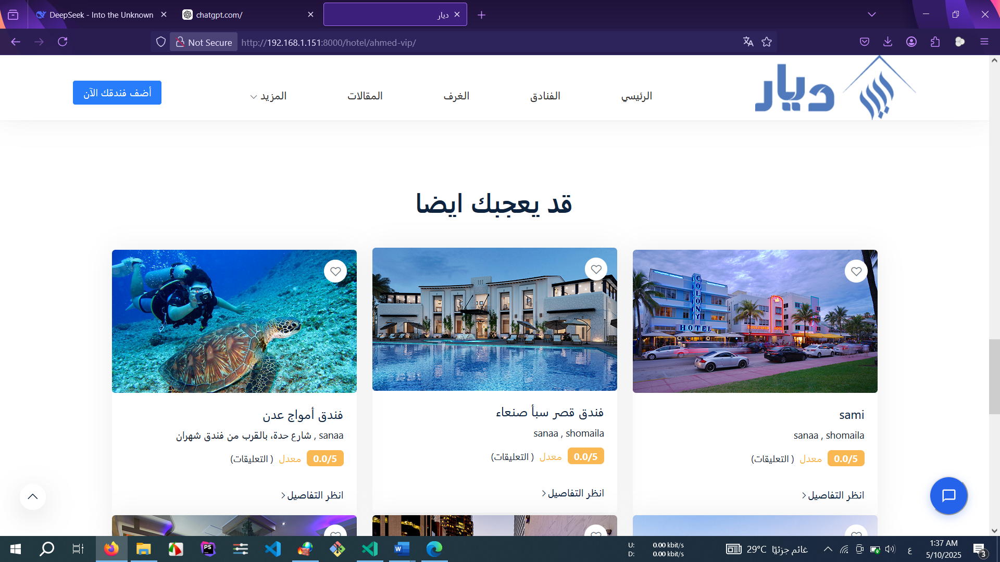 DeepSeek - Into the Unknown
chatgpt.com/
ديار
Not Secure
http://192.168.1.151:8000/hotel/ahmed-vip/
ديار
الرئيسي
الفنادق
الغرف
المقالات
المزيد
أضف فندقك الآن
قد يعجبك ايضا
COLONY
HOTEL
sami
sanaa , shomaila
0.0/5 معدل ( التعليقات)
انظر التفاصيل
فندق قصر سبأ صنعاء
sanaa , shomaila
0.0/5 معدل ( التعليقات)
انظر التفاصيل
فندق أمواج عدن
sanaa , شارع حدة، بالقرب من فندق شهران
0.0/5 معدل ( التعليقات)
انظر التفاصيل
PS
W
U: 0.00 kbit/s
D: 0.00 kbit/s
29°C غائم جزئيًا
ع
1:37 AM
5/10/2025
3